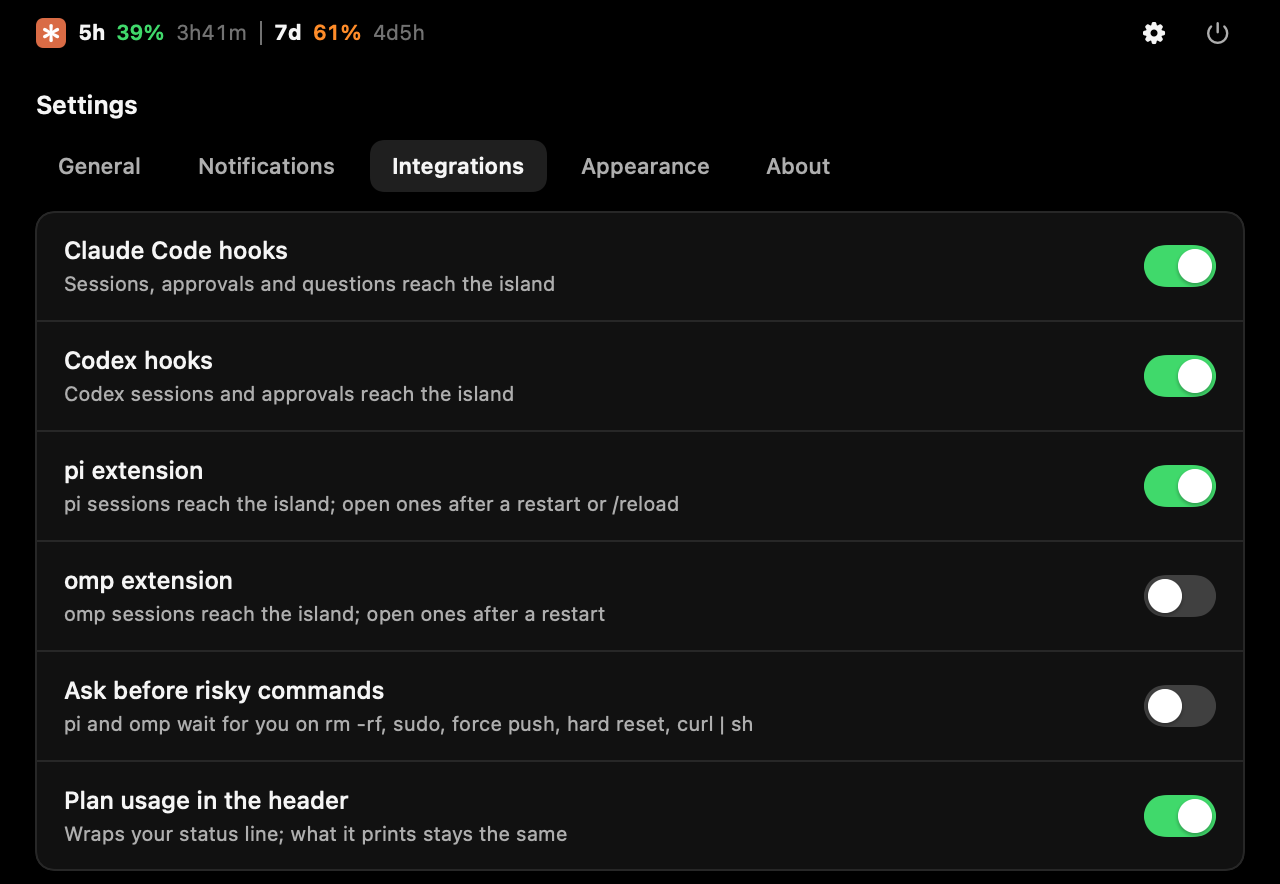 5h 39% 3h41m | 7d 61% 4d5h
Settings
General Notifications Integrations Appearance About
Claude Code hooks
Sessions, approvals and questions reach the island
Codex hooks
Codex sessions and approvals reach the island
pi extension
pi sessions reach the island; open ones after a restart or /reload
omp extension
omp sessions reach the island; open ones after a restart
Ask before risky commands
pi and omp wait for you on rm -rf, sudo, force push, hard reset, curl | sh
Plan usage in the header
Wraps your status line; what it prints stays the same